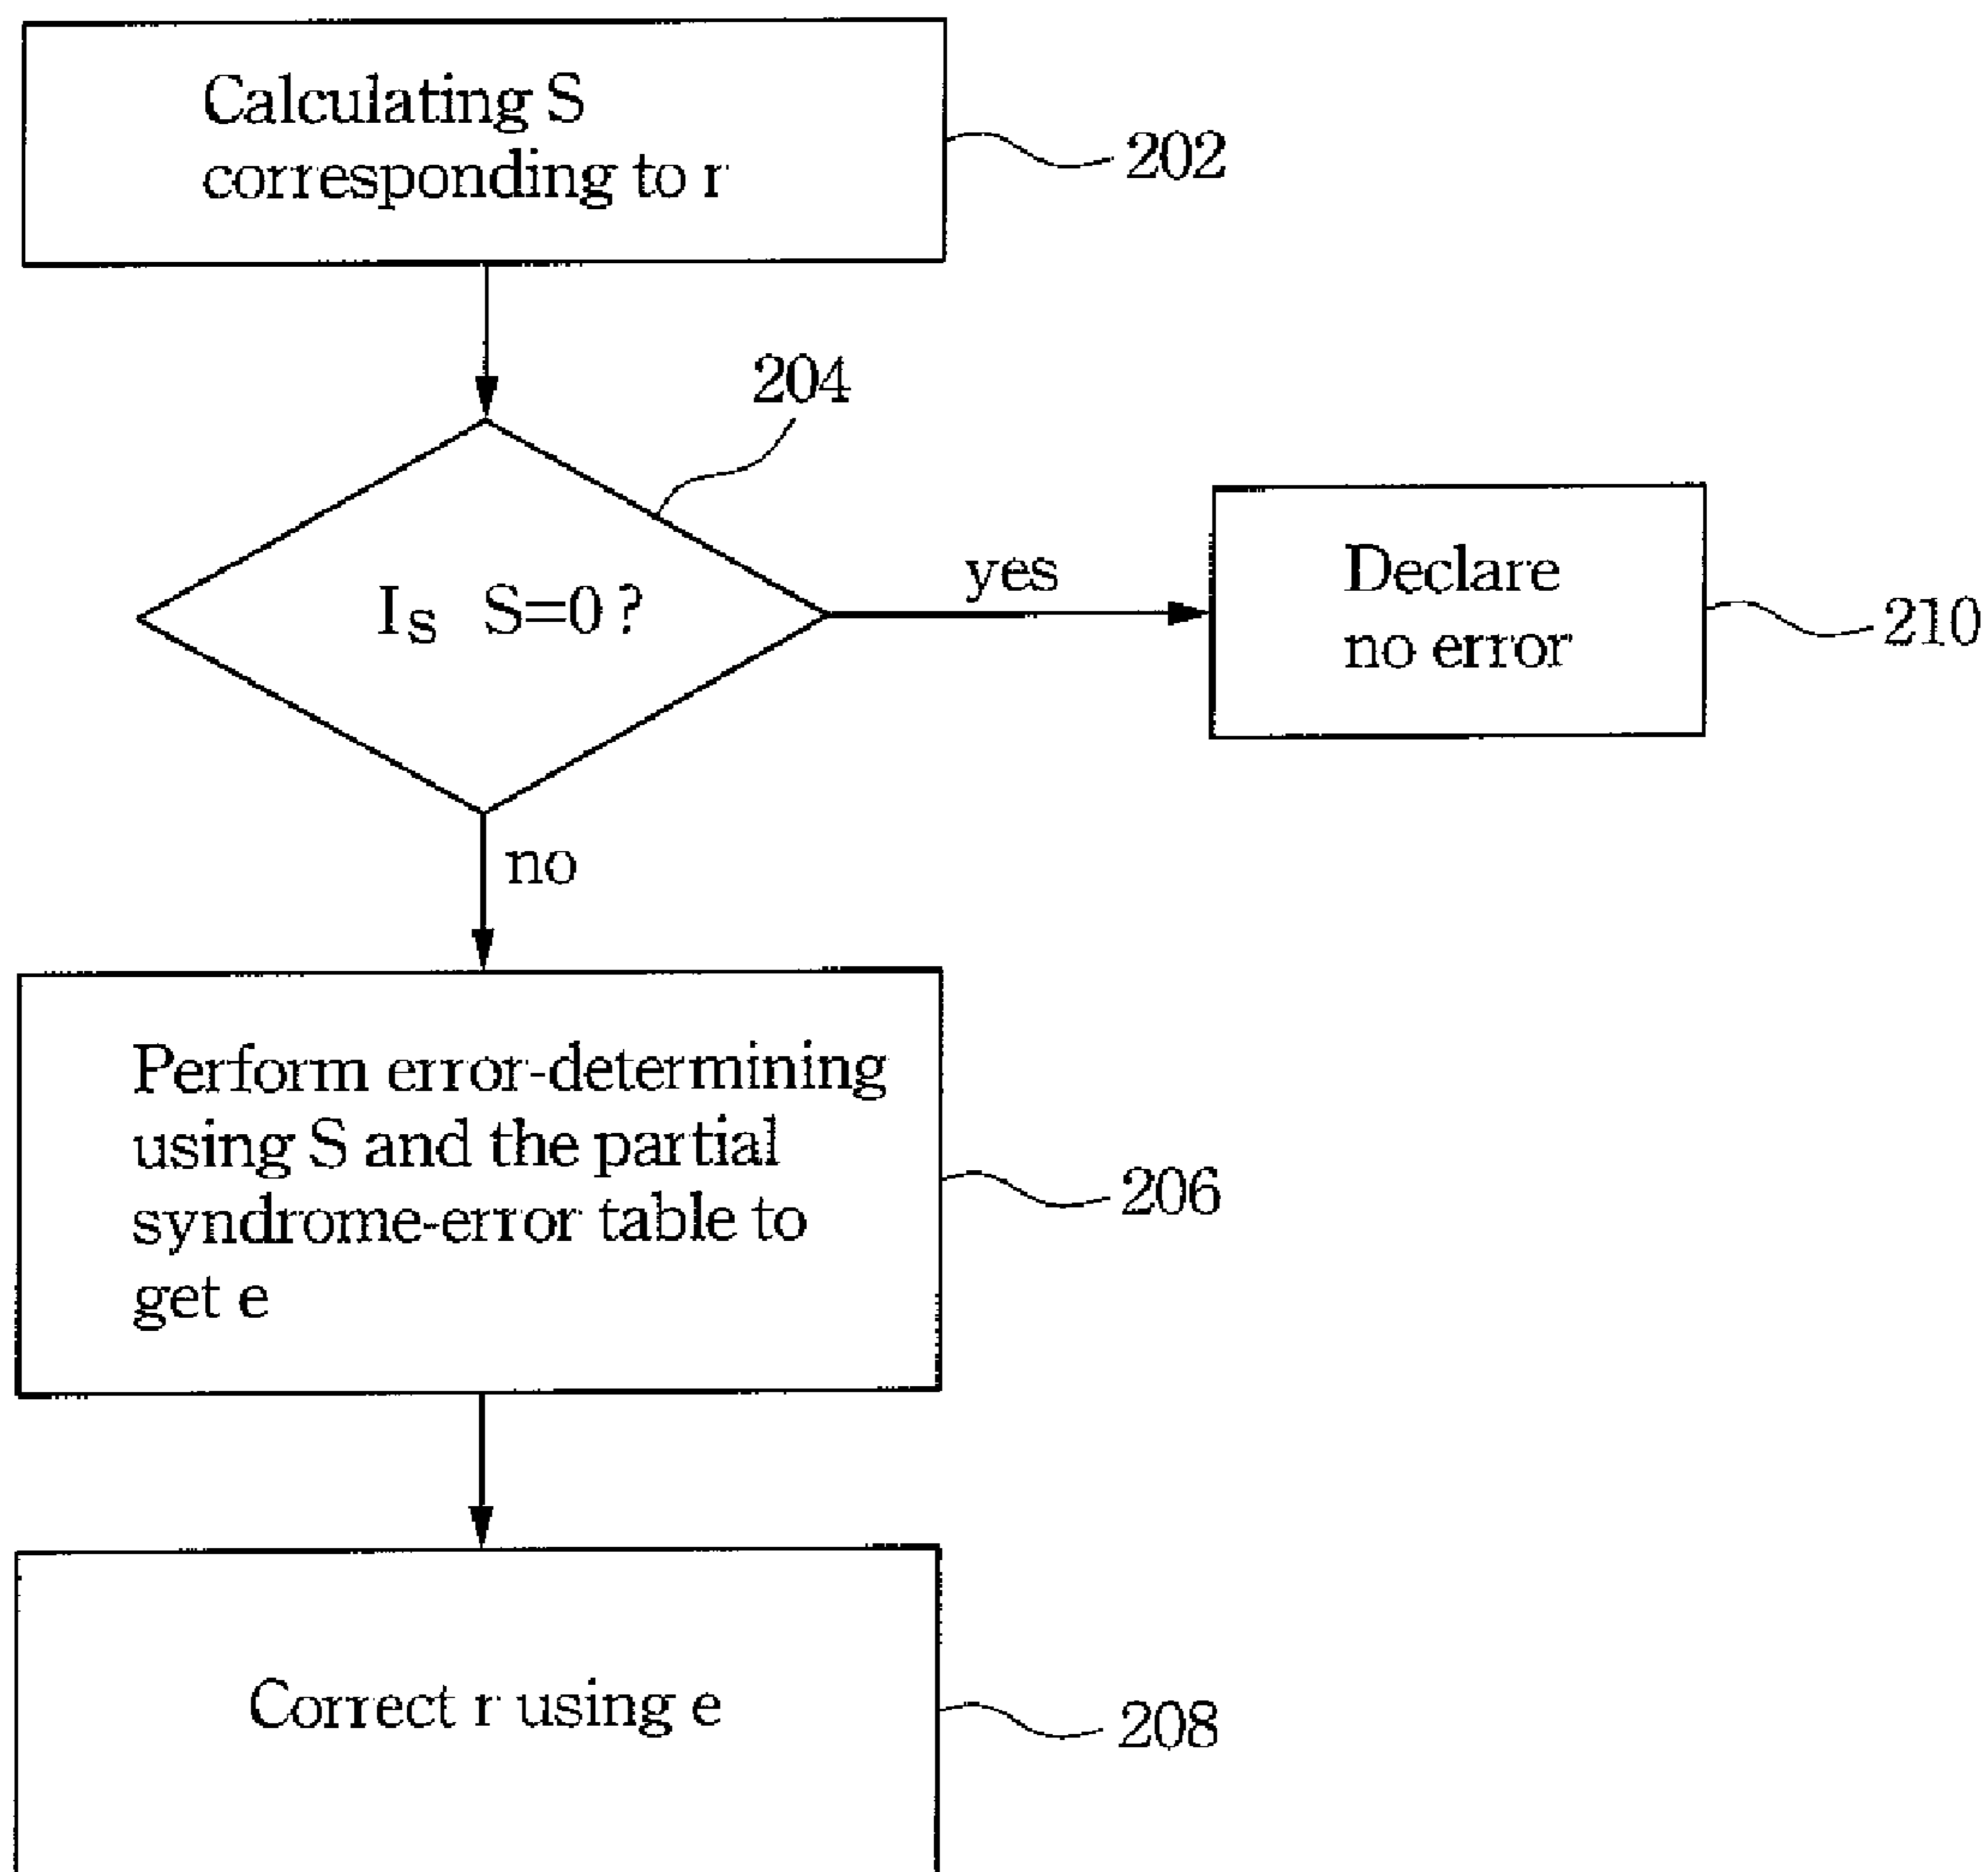 Calculating S
corresponding to r
202
204
Is S=0?
yes
Declare
no error
210
no
Perform error-determining
using S and the partial
syndrome-error table to
get e
206
Correct r using e
208